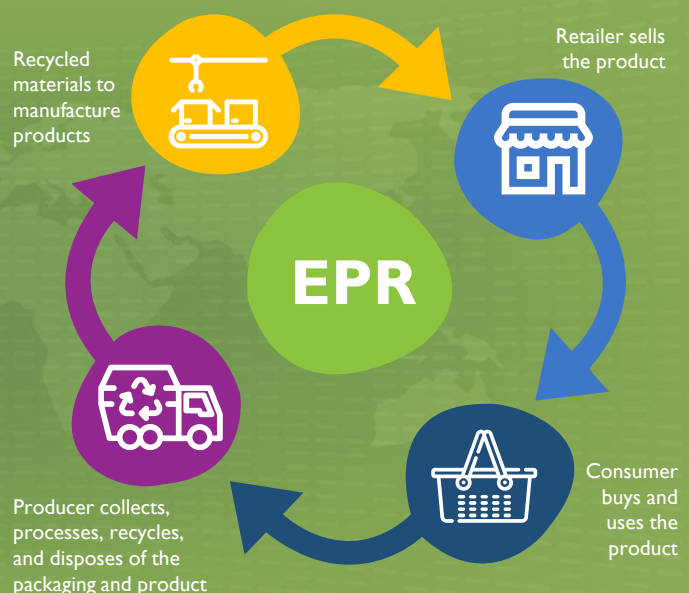 Recycled
materials to
manufacture
products
Retailer sells
the product
EPR
Consumer
buys and
uses the
product
Producer collects,
processes, recycles,
and disposes of the
packaging and product